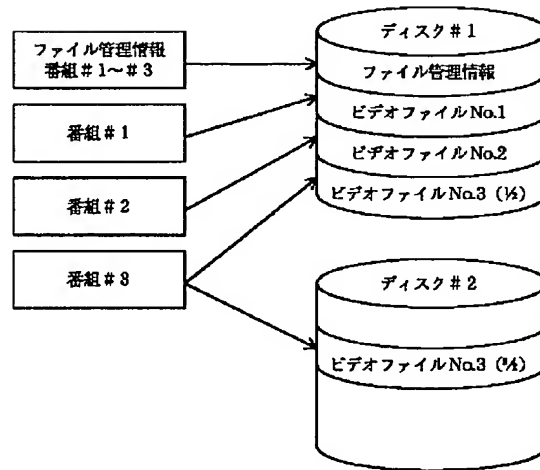 ファイル管理情報
番組＃1～＃3
番組＃1
番組＃2
番組＃3
ディスク＃1
ファイル管理情報
ビデオファイルNo.1
ビデオファイルNo.2
ビデオファイルNo.3（½）
ディスク＃2
ビデオファイルNo.3（²⁄₂）